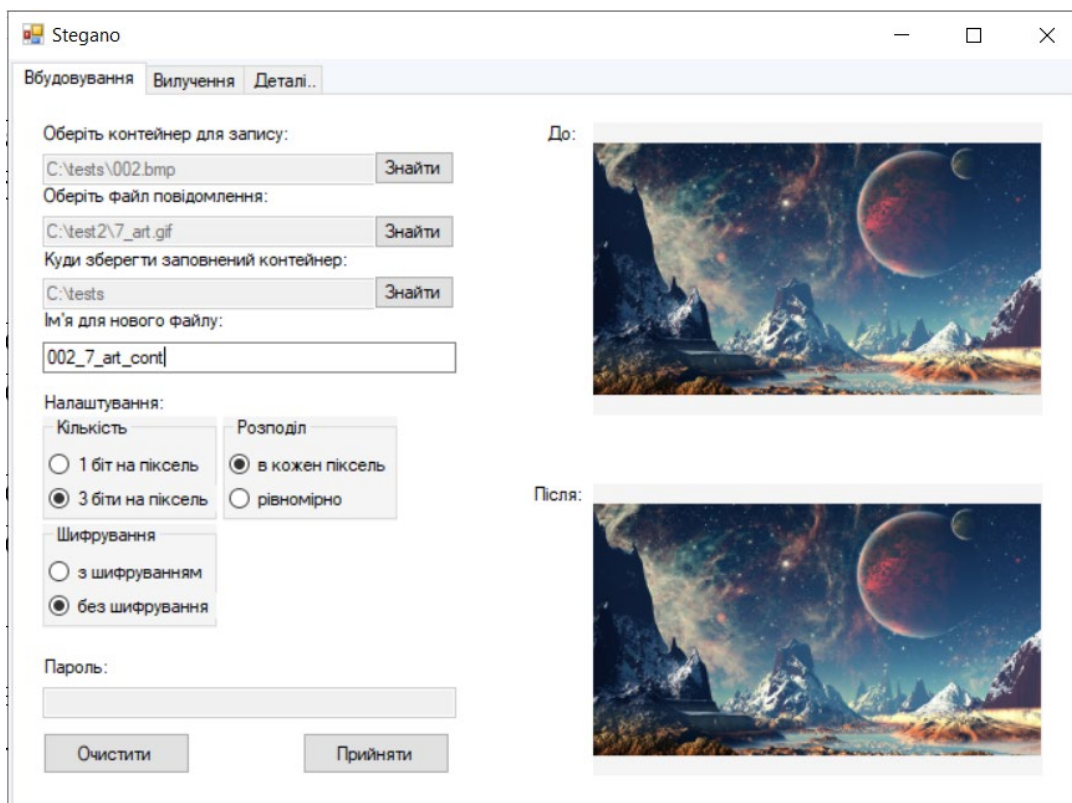 Stegano
Вбудовування Вилучення Деталі..
Оберіть контейнер для запису:
C:\tests\002.bmp Знайти
Оберіть файл повідомлення:
C:\test2\7_art.gif Знайти
Куди зберегти заповнений контейнер:
C:\tests Знайти
Ім'я для нового файлу:
002_7_art_cont
Налаштування:
Кількість Розподіл
1 біт на піксель в кожен піксель
3 біти на піксель рівномірно
Шифрування
з шифруванням
без шифрування
Пароль:
Очистити Прийняти
До:
Після: